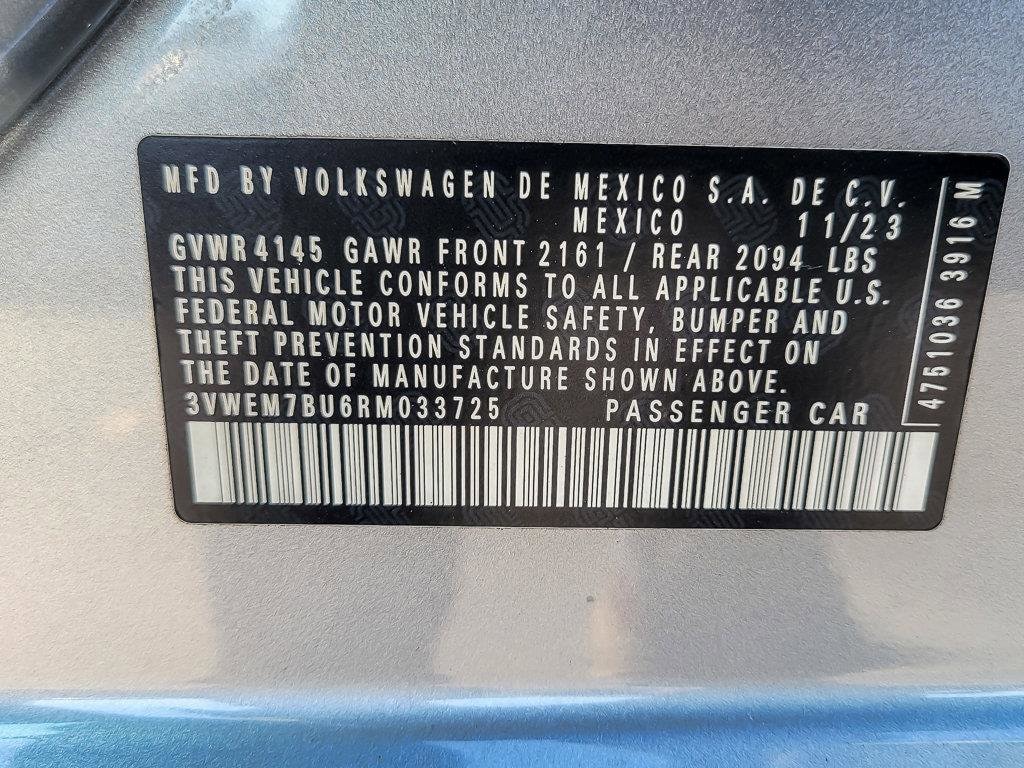 MFD BY VOLKSWAGEN DE MEXICO S.A. DE C.V.
MEXICO 11/23
GVWR 4145 GAWR FRONT 2161 / REAR 2094 LBS
THIS VEHICLE CONFORMS TO ALL APPLICABLE U.S.
FEDERAL MOTOR VEHICLE SAFETY, BUMPER AND
THEFT PREVENTION STANDARDS IN EFFECT ON
THE DATE OF MANUFACTURE SHOWN ABOVE.
3VWEM7BU6RM033725 PASSENGER CAR
4751036 3916 M